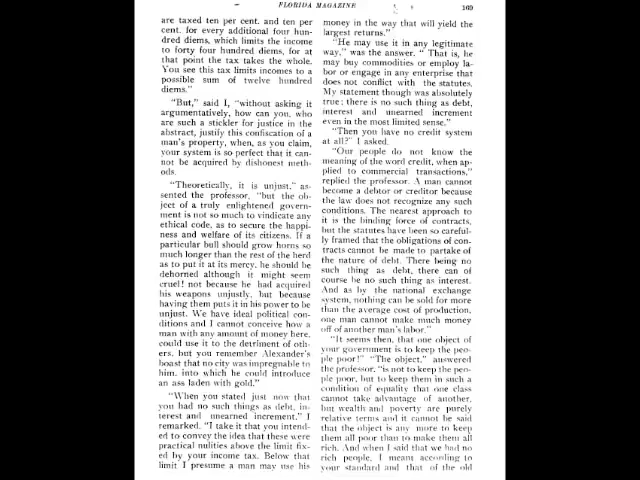 FLORIDA MAGAZINE 169
are taxed ten per cent. and ten per
cent. for every additional four hun-
dred diems, which limits the income
to forty four hundred diems, for at
that point the tax takes the whole.
You see this tax limits incomes to a
possible sum of twelve hundred
diems."
"But," said I, "without asking it
argumentatively, how can you, who
are such a stickler for justice in the
abstract, justify this confiscation of a
man's property, when, as you claim,
your system is so perfect that it can-
not be acquired by dishonest meth-
ods.
"Theoretically, it is unjust," as-
sented the professor, "but the ob-
ject of a truly enlightened govern-
ment is not so much to vindicate any
ethical code, as to secure the happi-
ness and welfare of its citizens. If a
particular bull should grow horns so
much longer than the rest of the herd
as to put it at its mercy, he should be
dehorned although it might seem
cruel! not because he had acquired
his weapons unjustly, but because
having them puts it in his power to be
unjust. We have ideal political con-
ditions and I cannot conceive how a
man with any amount of money here,
could use it to the detriment of oth-
ers, but you remember Alexander's
boast that no city was impregnable to
him, into which he could introduce
an ass laden with gold."
"When you stated just now that
you had no such things as debt, in-
terest and unearned increment," I
remarked. "I take it that you intend-
ed to convey the idea that these were
practical nulities above the limit fix-
ed by your income tax. Below that
limit I presume a man may use his
money in the way that will yield the
largest returns."
"He may use it in any legitimate
way," was the answer. "That is, he
may buy commodities or employ la-
bor or engage in any enterprise that
does not conflict with the statutes.
My statement though was absolutely
true; there is no such thing as debt,
interest and unearned increment
even in the most limited sense."
"Then you have no credit system
at all?" I asked.
"Our people do not know the
meaning of the word credit, when ap-
plied to commercial transactions,"
replied the professor. A man cannot
become a debtor or creditor because
the law does not recognize any such
conditions. The nearest approach to
it is the binding force of contracts,
but the statutes have been so careful-
ly framed that the obligations of con-
tracts cannot be made to partake of
the nature of debt. There being no
such thing as debt, there can of
course be no such thing as interest.
And as by the national exchange
system, nothing can be sold for more
than the average cost of production,
one man cannot make much money
off of another man's labor."
"It seems then, that one object of
your government is to keep the peo-
ple poor!" "The object," answered
the professor, "is not to keep the peo-
ple poor, but to keep them in such a
condition of equality that one class
cannot take advantage of another,
but wealth and poverty are purely
relative terms and it cannot be said
that the object is any more to keep
them all poor than to make them all
rich. And when I said that we had no
rich people, I meant according to
your standard and that of the old